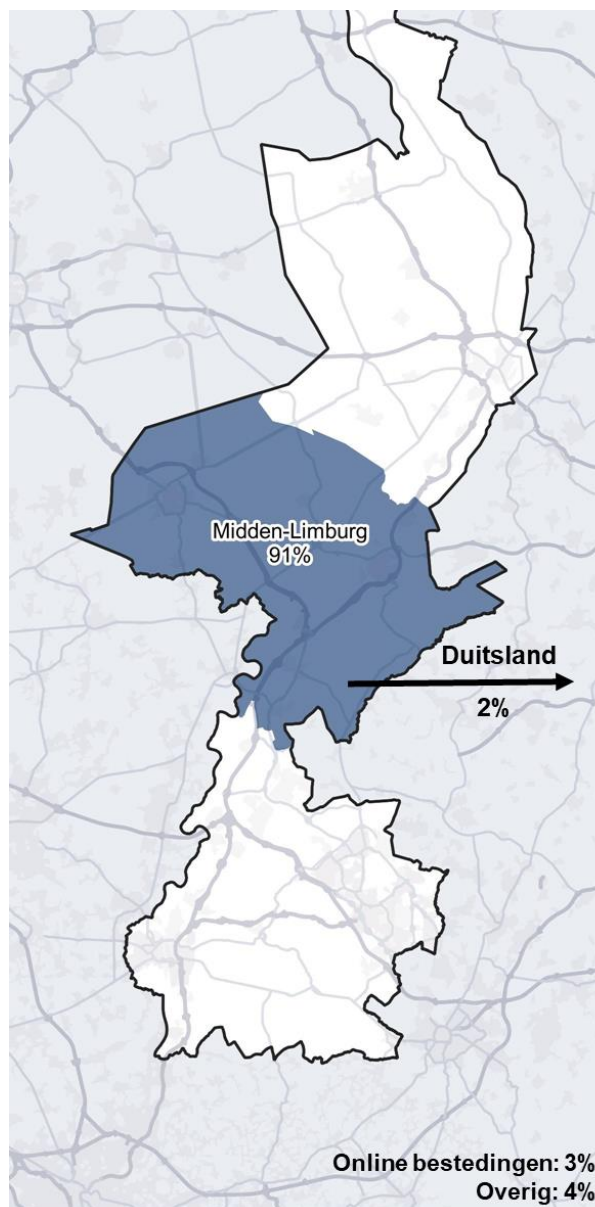 Midden-Limburg
91%
Duitsland
2%
Online bestedingen: 3%
Overig: 4%